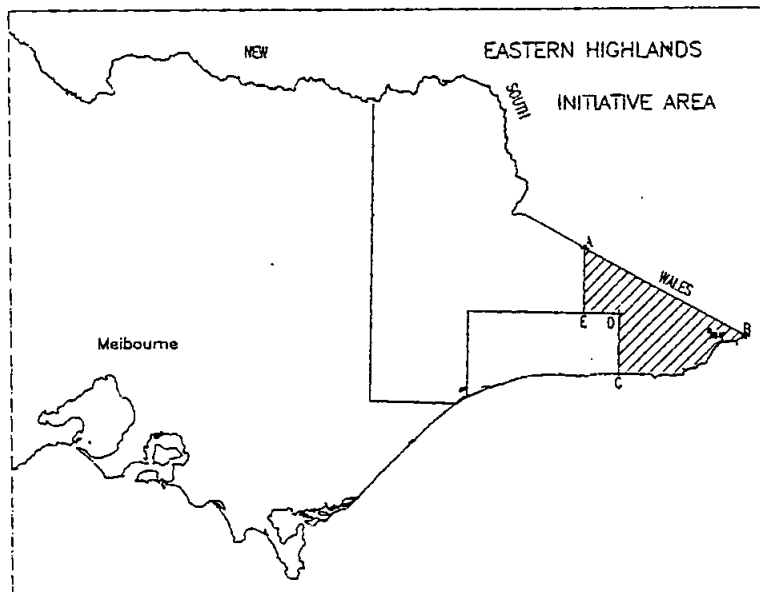 EASTERN HIGHLANDS
INITIATIVE AREA
NEW
SOUTH
WALES
A
B
E
D
C
Melbourne